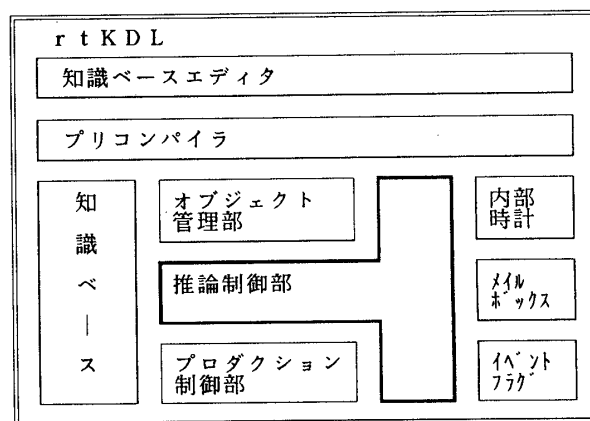 rtKDL
知識ベースエディタ
プリコンパイラ
知識ベース
オブジェクト
管理部
推論制御部
プロダクション
制御部
内部
時計
ﾒｲﾙ
ﾎﾞｯｸｽ
ｲﾍﾞﾝﾄ
ﾌﾗｸﾞ